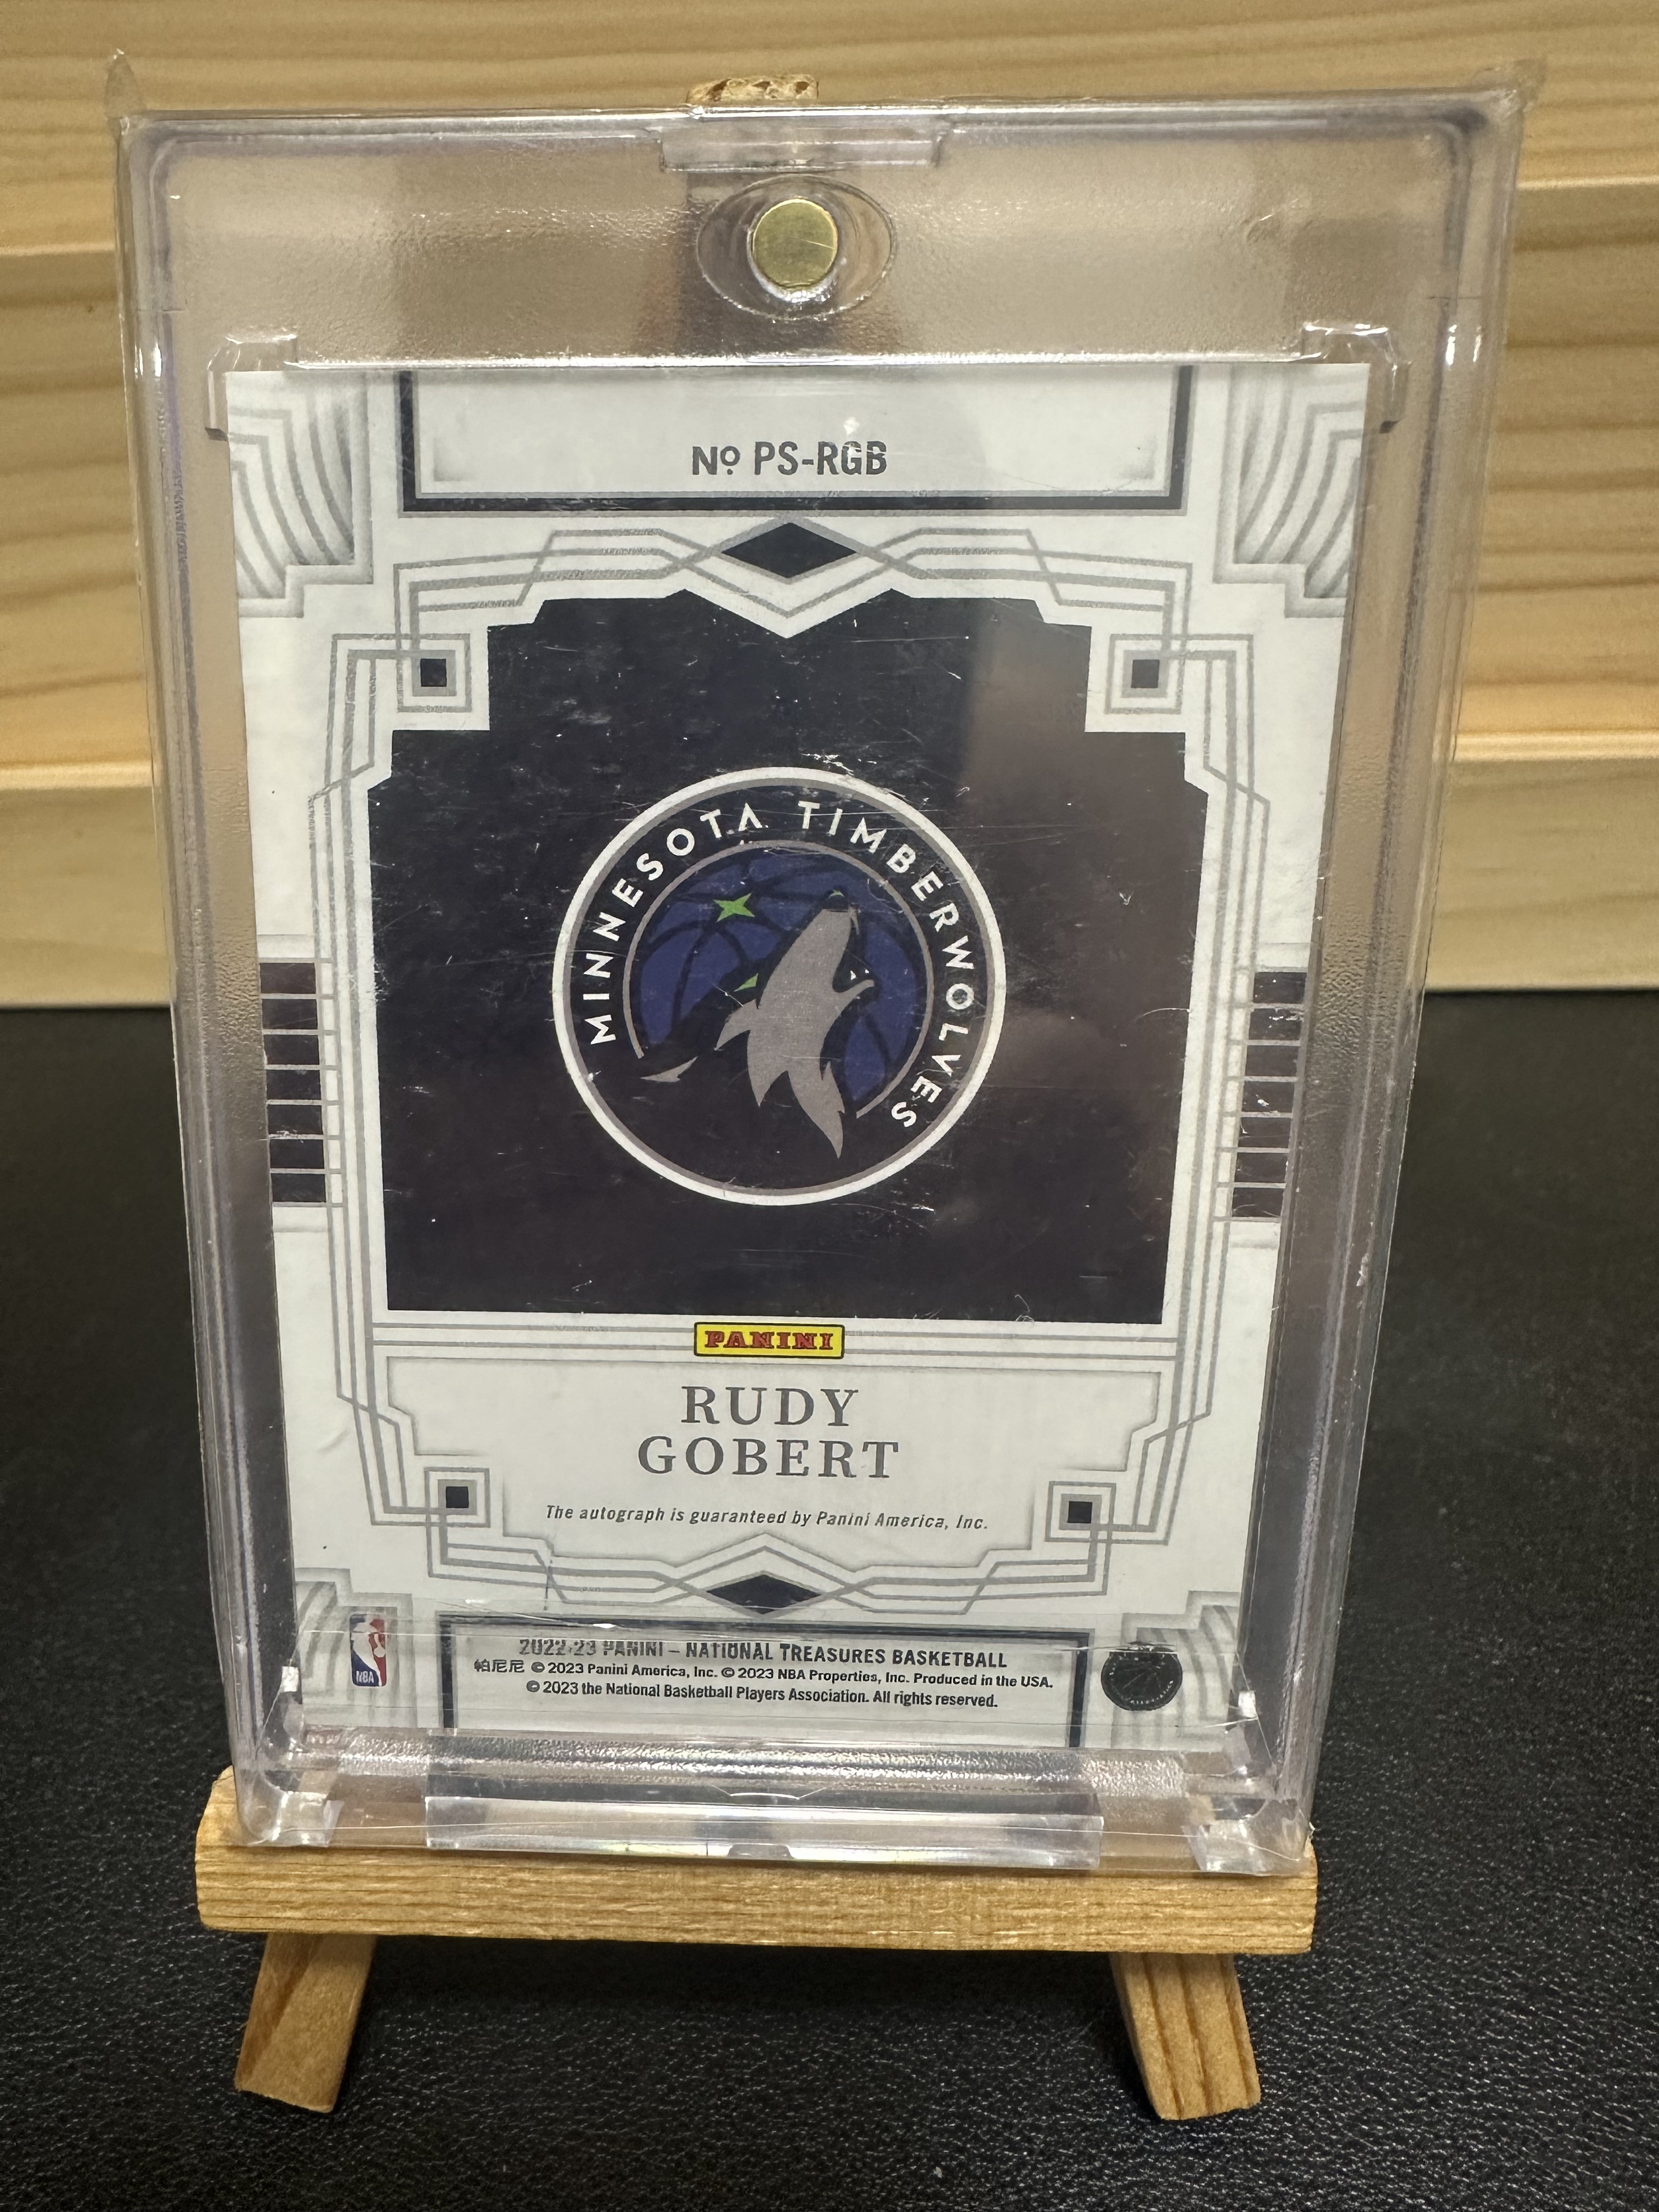 Nº PS-RGB
MINNESOTA TIMBERWOLVES
PANINI
RUDY
GOBERT
The autograph is guaranteed by Panini America, Inc.
2022-23 PANINI – NATIONAL TREASURES BASKETBALL
帕尼尼 © 2023 Panini America, Inc. © 2023 NBA Properties, Inc. Produced in the USA.
© 2023 the National Basketball Players Association. All rights reserved.
NBA